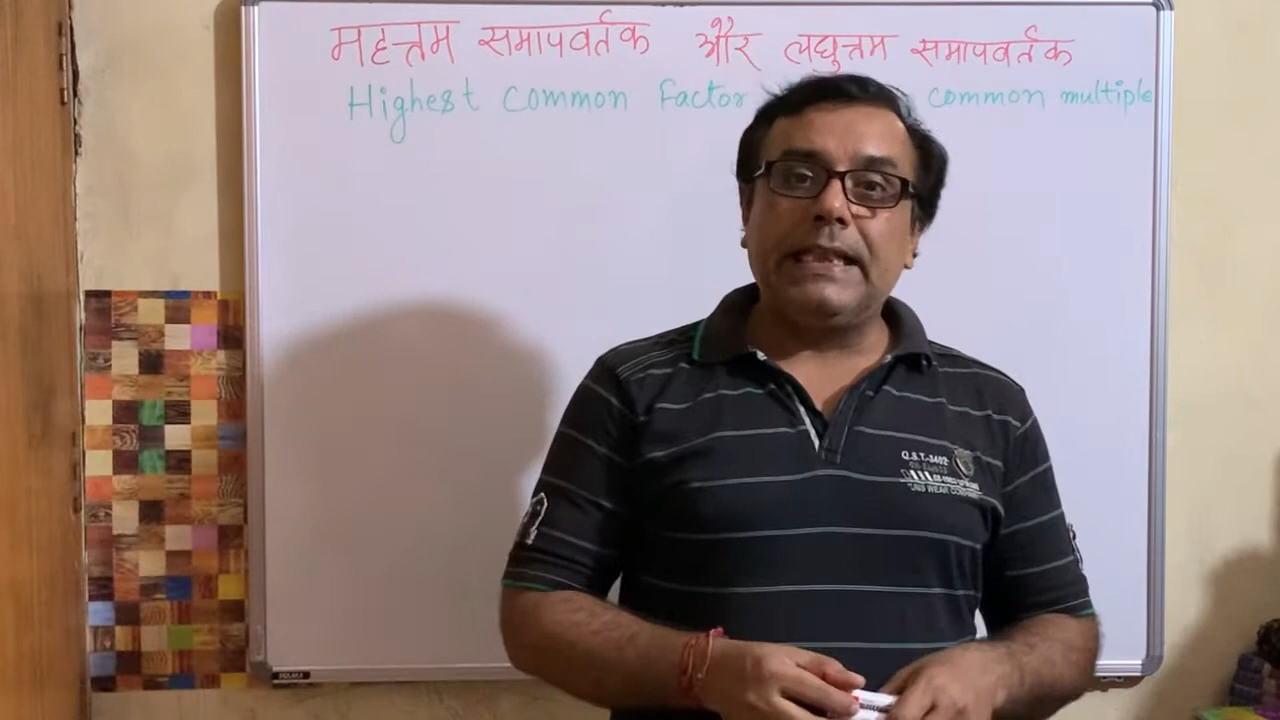 महत्तम समापवर्तक और लघुत्तम समापवर्तक
Highest Common Factor common multiple
Q.S.T.-3402